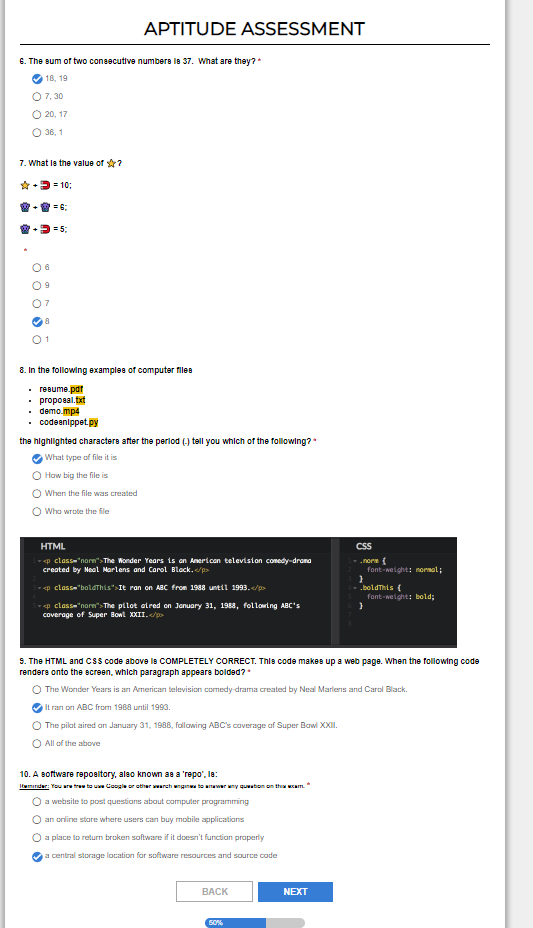 APTITUDE ASSESSMENT
6. The sum of two consecutive numbers is 37. What are they? *
18, 19
7, 30
20, 17
36, 1
7. What is the value of ⭐?
⭐ + 🧲 = 10;
+ = 6;
+ 🧲 = 5;
*
6
9
7
8
1
8. In the following examples of computer files
• resume.pdf
• proposal.txt
• demo.mp4
• codesnippet.py
the highlighted characters after the period (.) tell you which of the following? *
What type of file it is
How big the file is
When the file was created
Who wrote the file
HTML
<p class="norm">The Wonder Years is an American television comedy-drama
created by Neal Marlens and Carol Black.</p>
<p class="boldThis">It ran on ABC from 1988 until 1993.</p>
<p class="norm">The pilot aired on January 31, 1988, following ABC's
coverage of Super Bowl XXII.</p>
CSS
.norm {
font-weight: normal;
}
.boldThis {
font-weight: bold;
}
9. The HTML and CSS code above is COMPLETELY CORRECT. This code makes up a web page. When the following code
renders onto the screen, which paragraph appears bolded? *
The Wonder Years is an American television comedy-drama created by Neal Marlens and Carol Black.
It ran on ABC from 1988 until 1993.
The pilot aired on January 31, 1988, following ABC's coverage of Super Bowl XXII.
All of the above
10. A software repository, also known as a 'repo', is:
Reminder: You are free to use Google or other search engines to answer any question on this exam. *
a website to post questions about computer programming
an online store where users can buy mobile applications
a place to return broken software if it doesn't function properly
a central storage location for software resources and source code
BACK
NEXT
50%